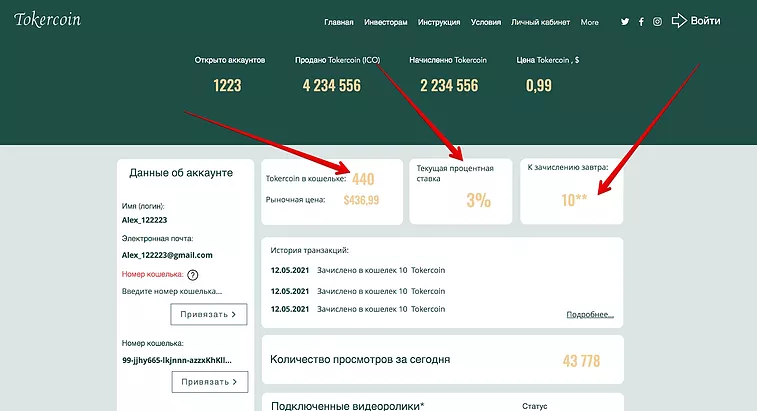 Tokercoin
Главная Инвесторам Инструкция Условия Личный кабинет More Войти
Открыто аккаунтов Продано Tokercoin (ICO) Начисленно Tokercoin Цена Tokercoin , $
1223 4 234 556 2 234 556 0,99
Данные об аккаунте
Имя (логин):
Alex_122223
Электронная почта:
Alex_122223@gmail.com
Номер кошелька: ?
Введите номер кошелька...
Привязать >
Номер кошелька:
99-jjhy665-lkjnnn-azzxKhKll...
Привязать >
Tokercoin в кошельке: 440
Рыночная цена: $436,99
Текущая процентная
ставка
3%
К зачислению завтра:
10**
История транзакций:
12.05.2021 Зачислено в кошелек 10 Tokercoin
12.05.2021 Зачислено в кошелек 10 Tokercoin
12.05.2021 Зачислено в кошелек 10 Tokercoin
Подробнее...
Количество просмотров за сегодня 43 778
Подключенные видеоролики* Статус